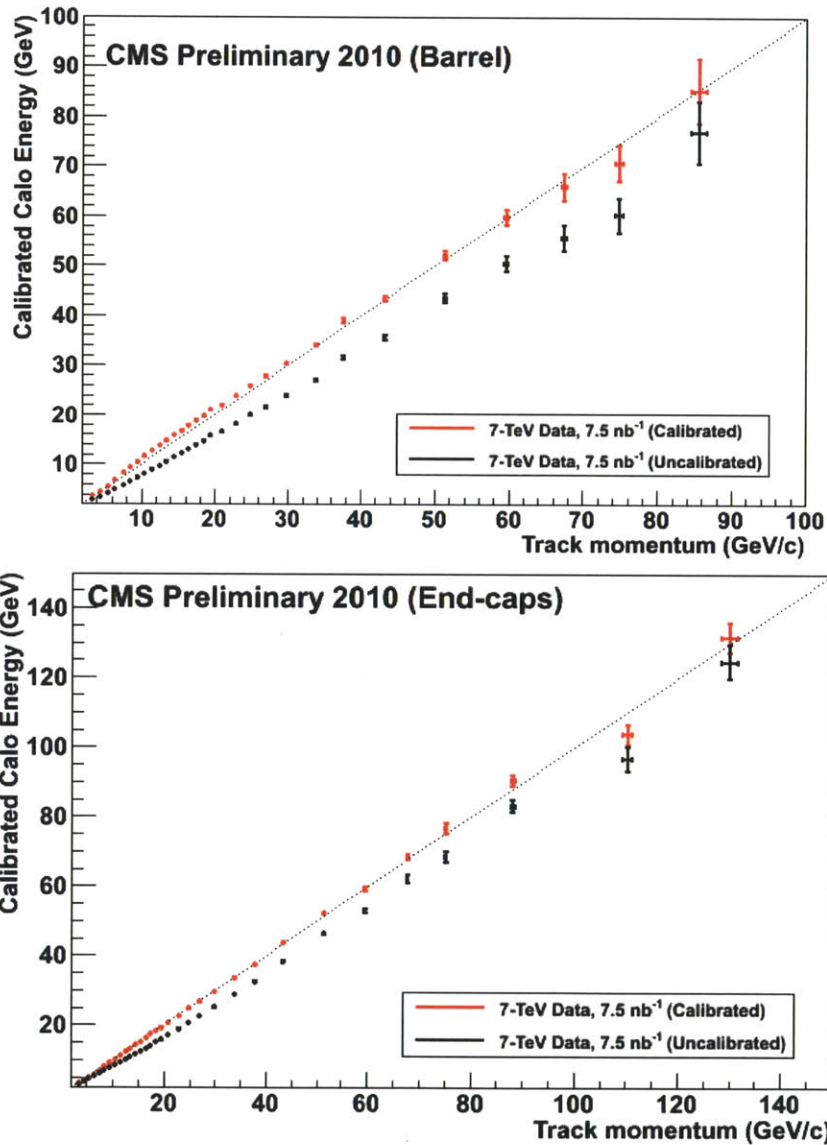 CMS Preliminary 2010 (Barrel)
Calibrated Calo Energy (GeV)
100
90
80
70
60
50
40
30
20
10
7-TeV Data, 7.5 nb⁻¹ (Calibrated)
7-TeV Data, 7.5 nb⁻¹ (Uncalibrated)
10 20 30 40 50 60 70 80 90 100
Track momentum (GeV/c)
CMS Preliminary 2010 (End-caps)
Calibrated Calo Energy (GeV)
140
120
100
80
60
40
20
7-TeV Data, 7.5 nb⁻¹ (Calibrated)
7-TeV Data, 7.5 nb⁻¹ (Uncalibrated)
20 40 60 80 100 120 140
Track momentum (GeV/c)